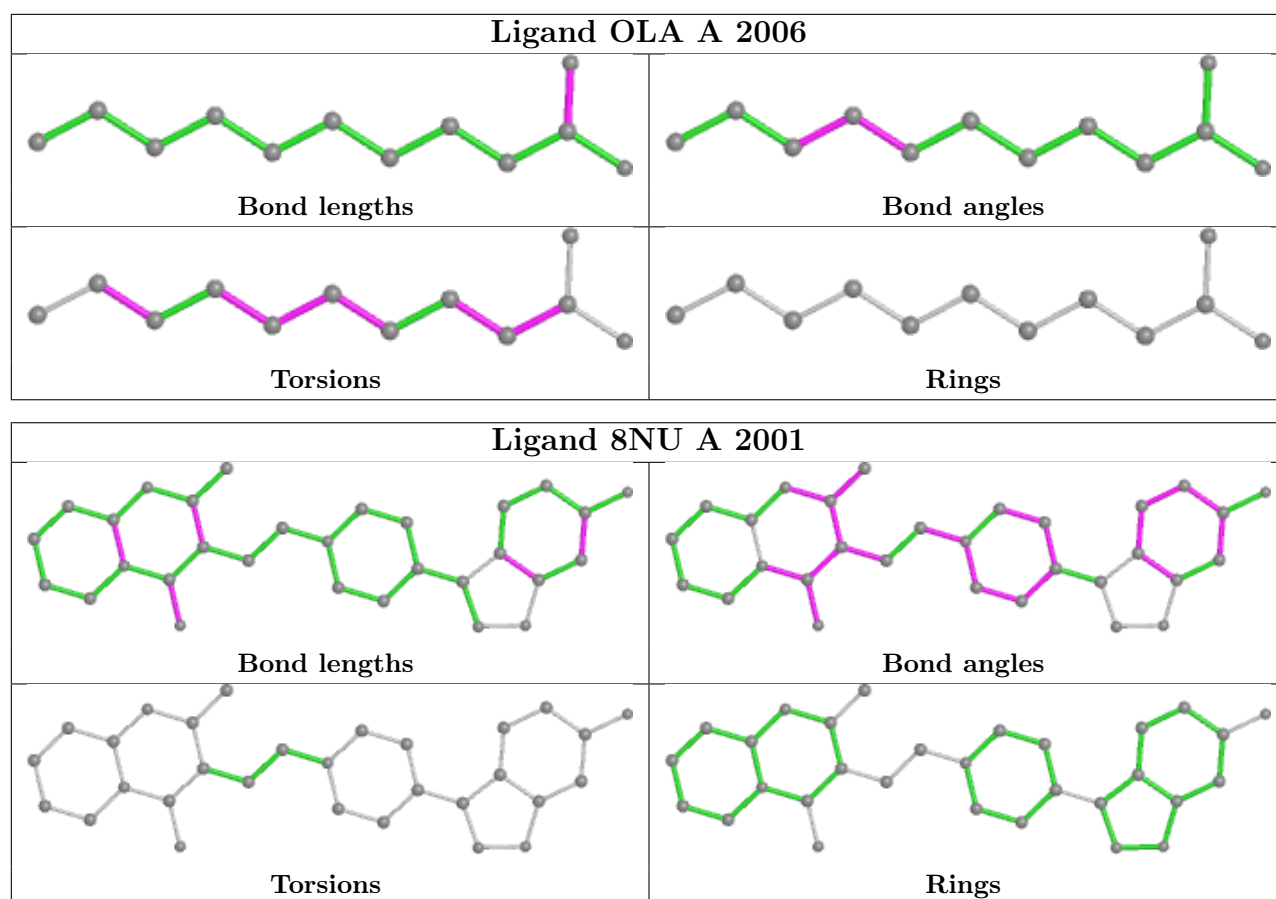 Ligand OLA A 2006
Bond lengths
Bond angles
Torsions
Rings
Ligand 8NU A 2001
Bond lengths
Bond angles
Torsions
Rings